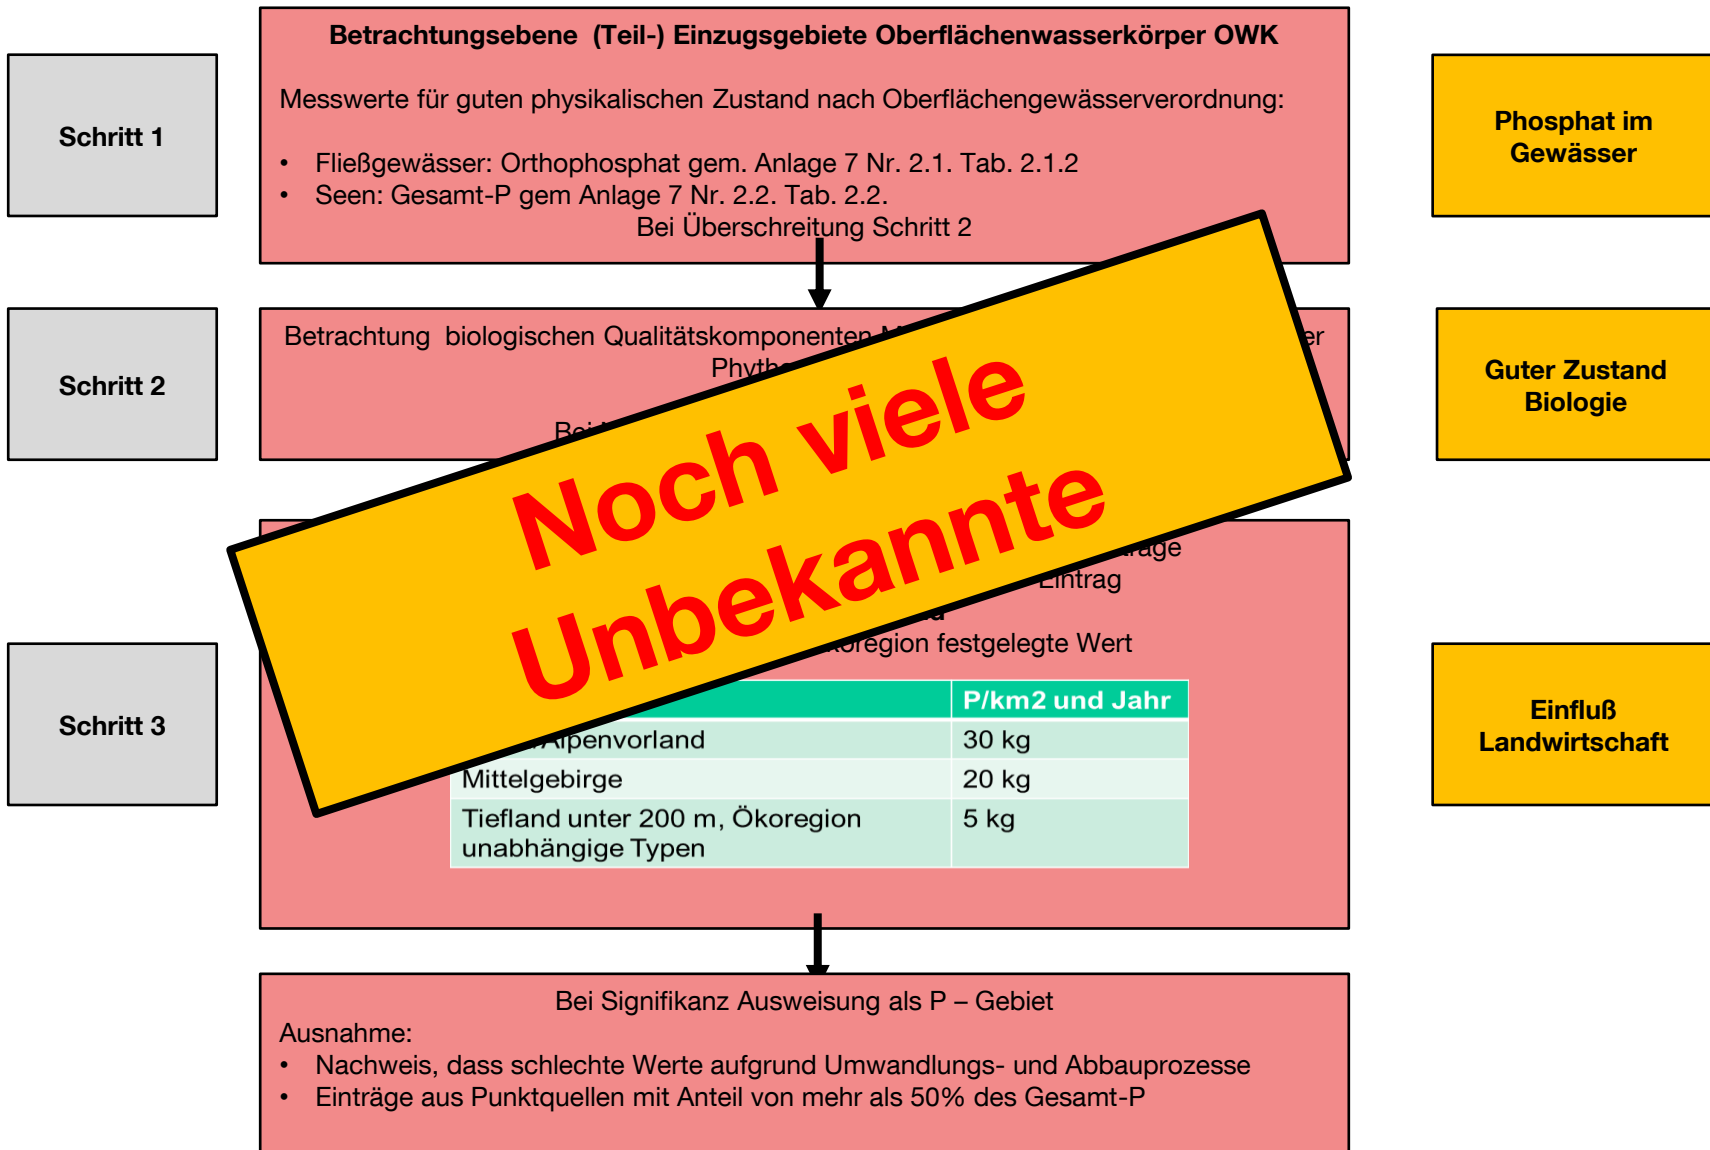 Betrachtungsebene (Teil-) Einzugsgebiete Oberflächenwasserkörper OWK
Messwerte für guten physikalischen Zustand nach Oberflächengewässerverordnung:
• Fließgewässer: Orthophosphat gem. Anlage 7 Nr. 2.1. Tab. 2.1.2
• Seen: Gesamt-P gem Anlage 7 Nr. 2.2. Tab. 2.2.
Bei Überschreitung Schritt 2
Schritt 1
Phosphat im
Gewässer
Betrachtung biologischen Qualitätskomponenten
Schritt 2
Guter Zustand
Biologie
Noch viele
Unbekannte
Eintrag
festgelegte Wert
Schritt 3
Einfluß
Landwirtschaft
P/km2 und Jahr
Alpenvorland 30 kg
Mittelgebirge 20 kg
Tiefland unter 200 m, Ökoregion 5 kg
unabhängige Typen
Bei Signifikanz Ausweisung als P – Gebiet
Ausnahme:
• Nachweis, dass schlechte Werte aufgrund Umwandlungs- und Abbauprozesse
• Einträge aus Punktquellen mit Anteil von mehr als 50% des Gesamt-P